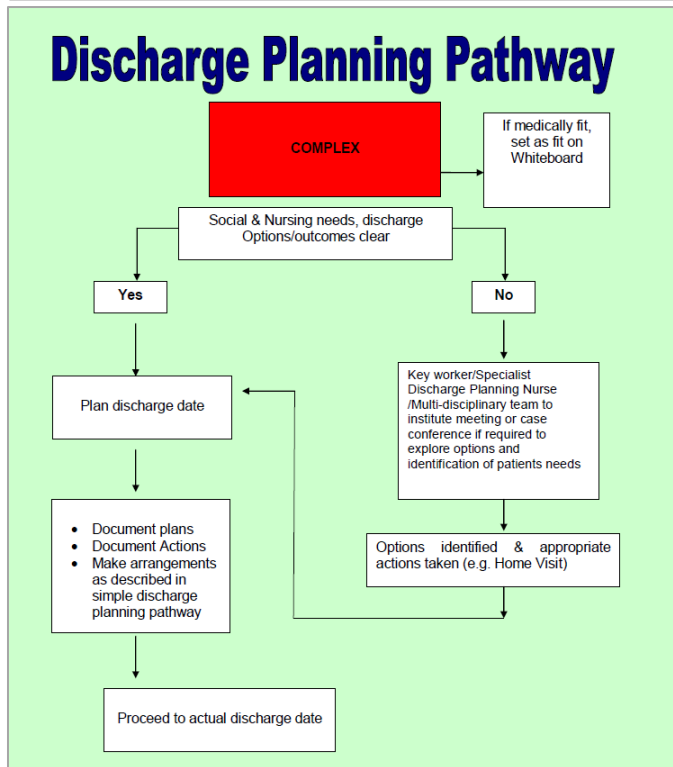 Discharge Planning Pathway
COMPLEX
If medically fit,
set as fit on
Whiteboard
Social & Nursing needs, discharge
Options/outcomes clear
Yes
No
Plan discharge date
Key worker/Specialist
Discharge Planning Nurse
/Multi-disciplinary team to
institute meeting or case
conference if required to
explore options and
identification of patients needs
• Document plans
• Document Actions
• Make arrangements
as described in
simple discharge
planning pathway
Options identified & appropriate
actions taken (e.g. Home Visit)
Proceed to actual discharge date